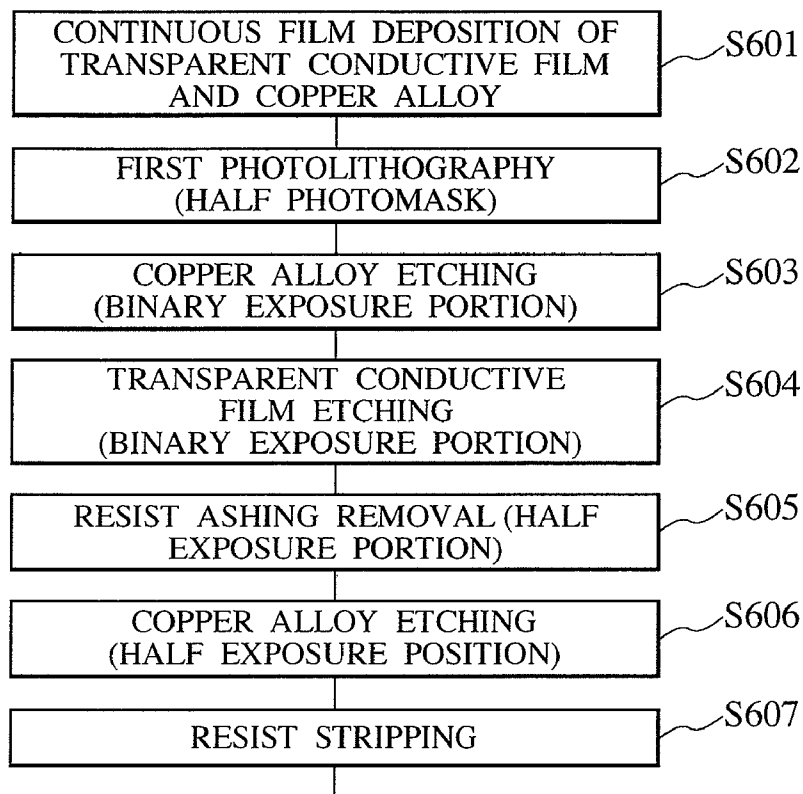 CONTINUOUS FILM DEPOSITION OF
TRANSPARENT CONDUCTIVE FILM
AND COPPER ALLOY
S601
FIRST PHOTOLITHOGRAPHY
(HALF PHOTOMASK)
S602
COPPER ALLOY ETCHING
(BINARY EXPOSURE PORTION)
S603
TRANSPARENT CONDUCTIVE
FILM ETCHING
(BINARY EXPOSURE PORTION)
S604
RESIST ASHING REMOVAL (HALF
EXPOSURE PORTION)
S605
COPPER ALLOY ETCHING
(HALF EXPOSURE POSITION)
S606
RESIST STRIPPING
S607